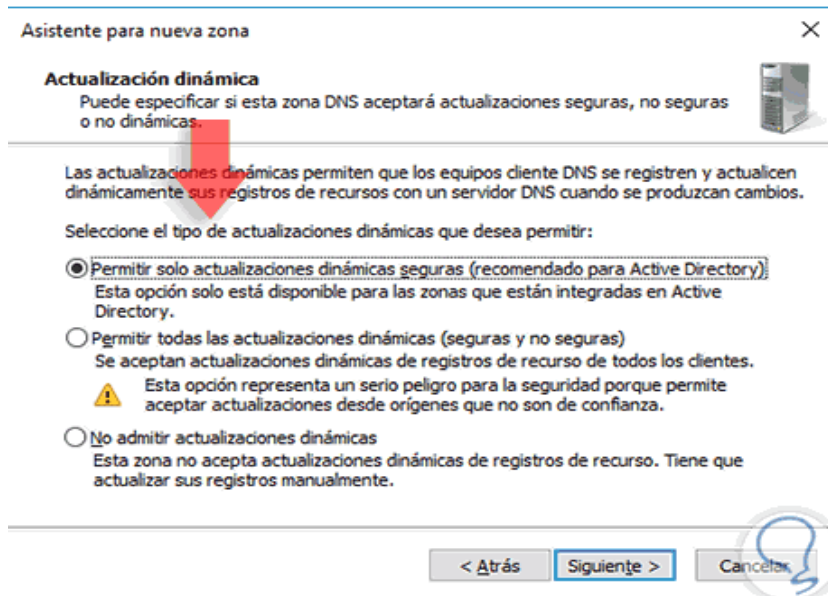 Asistente para nueva zona
Actualización dinámica
Puede especificar si esta zona DNS aceptará actualizaciones seguras, no seguras
o no dinámicas.
Las actualizaciones dinámicas permiten que los equipos cliente DNS se registren y actualicen
dinámicamente sus registros de recursos con un servidor DNS cuando se produzcan cambios.
Seleccione el tipo de actualizaciones dinámicas que desea permitir:
Permitir solo actualizaciones dinámicas seguras (recomendado para Active Directory)
Esta opción solo está disponible para las zonas que están integradas en Active
Directory.
Permitir todas las actualizaciones dinámicas (seguras y no seguras)
Se aceptan actualizaciones dinámicas de registros de recurso de todos los clientes.
Esta opción representa un serio peligro para la seguridad porque permite
aceptar actualizaciones desde orígenes que no son de confianza.
No admitir actualizaciones dinámicas
Esta zona no acepta actualizaciones dinámicas de registros de recurso. Tiene que
actualizar sus registros manualmente.
< Atrás Siguiente > Cancelar